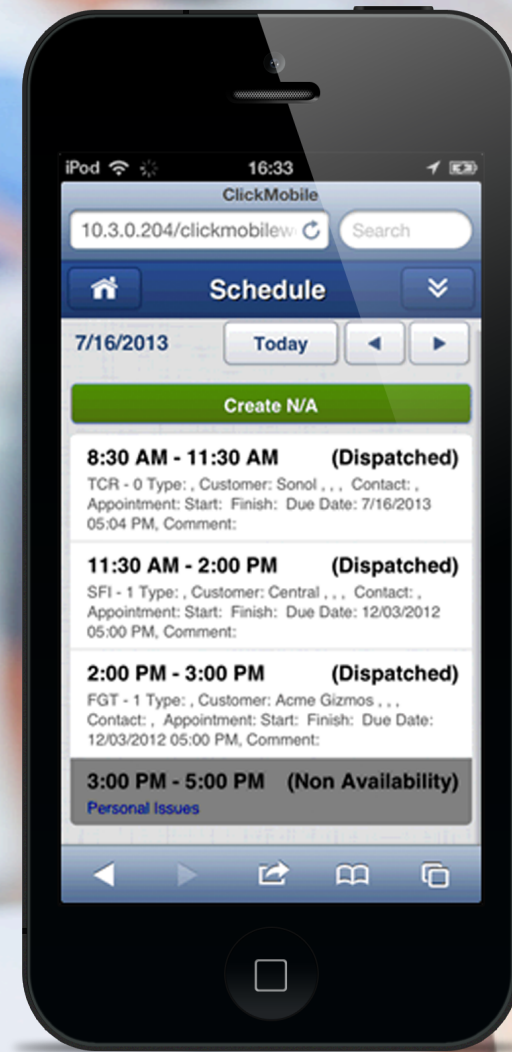 iPod 16:33
ClickMobile
10.3.0.204/clickmobilew Search
Schedule
7/16/2013 Today
Create N/A
8:30 AM - 11:30 AM (Dispatched)
TCR - 0 Type: , Customer: Sonol , , , Contact: ,
Appointment: Start: Finish: Due Date: 7/16/2013
05:04 PM, Comment:
11:30 AM - 2:00 PM (Dispatched)
SFI - 1 Type: , Customer: Central , , , Contact: ,
Appointment: Start: Finish: Due Date: 12/03/2012
05:00 PM, Comment:
2:00 PM - 3:00 PM (Dispatched)
FGT - 1 Type: , Customer: Acme Gizmos , , ,
Contact: , Appointment: Start: Finish: Due Date:
12/03/2012 05:00 PM, Comment:
3:00 PM - 5:00 PM (Non Availability)
Personal Issues